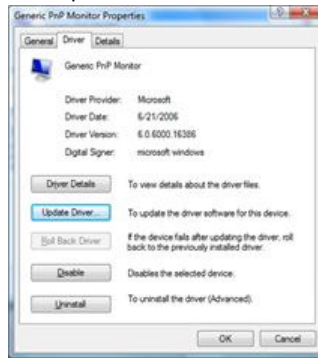 Generic PnP Monitor Properties
General Driver Details
Generic PnP Monitor
Driver Provider: Microsoft
Driver Date: 6/21/2006
Driver Version: 6.0.6000.16386
Digital Signer: microsoft windows
Driver Details To view details about the driver files.
Update Driver... To update the driver software for this device.
Roll Back Driver If the device fails after updating the driver, roll
back to the previously installed driver.
Disable Disables the selected device.
Uninstall To uninstall the driver (Advanced).
OK Cancel